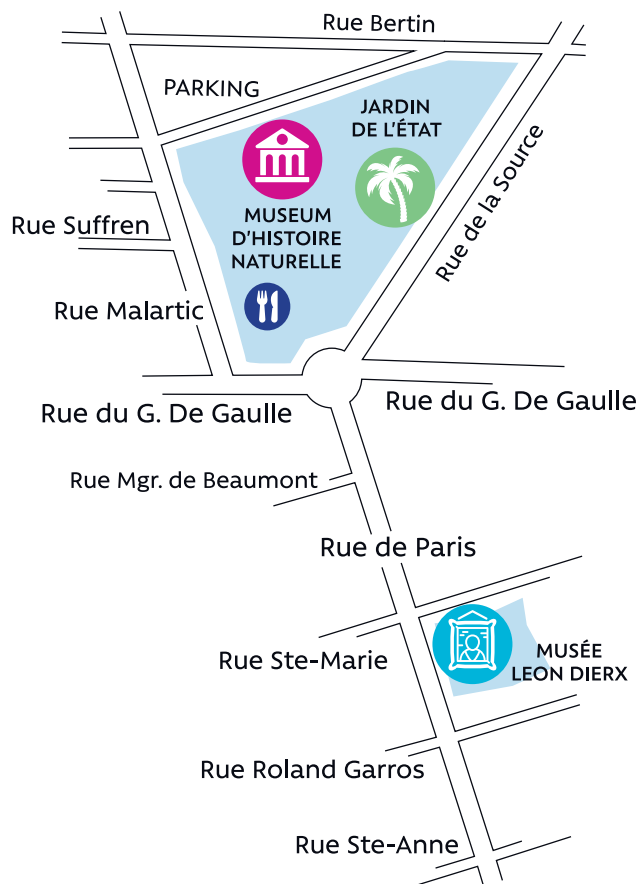 Rue Bertin
PARKING
JARDIN
DE L'ÉTAT
Rue de la Source
MUSEUM
D'HISTOIRE
NATURELLE
Rue Suffren
Rue Malartic
Rue du G. De Gaulle
Rue du G. De Gaulle
Rue Mgr. de Beaumont
Rue de Paris
Rue Ste-Marie
MUSÉE
LEON DIERX
Rue Roland Garros
Rue Ste-Anne